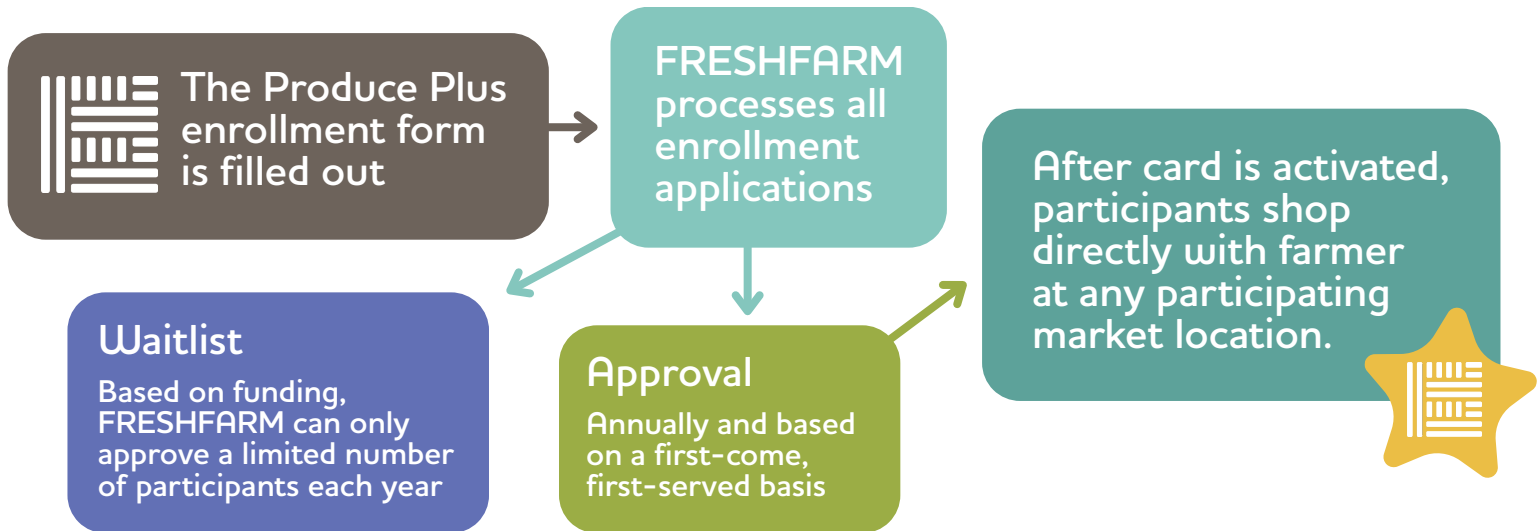 The Produce Plus
enrollment form
is filled out
FRESHFARM
processes all
enrollment
applications
Waitlist
Based on funding,
FRESHFARM can only
approve a limited number
of participants each year
Approval
Annually and based
on a first-come,
first-served basis
After card is activated,
participants shop
directly with farmer
at any participating
market location.